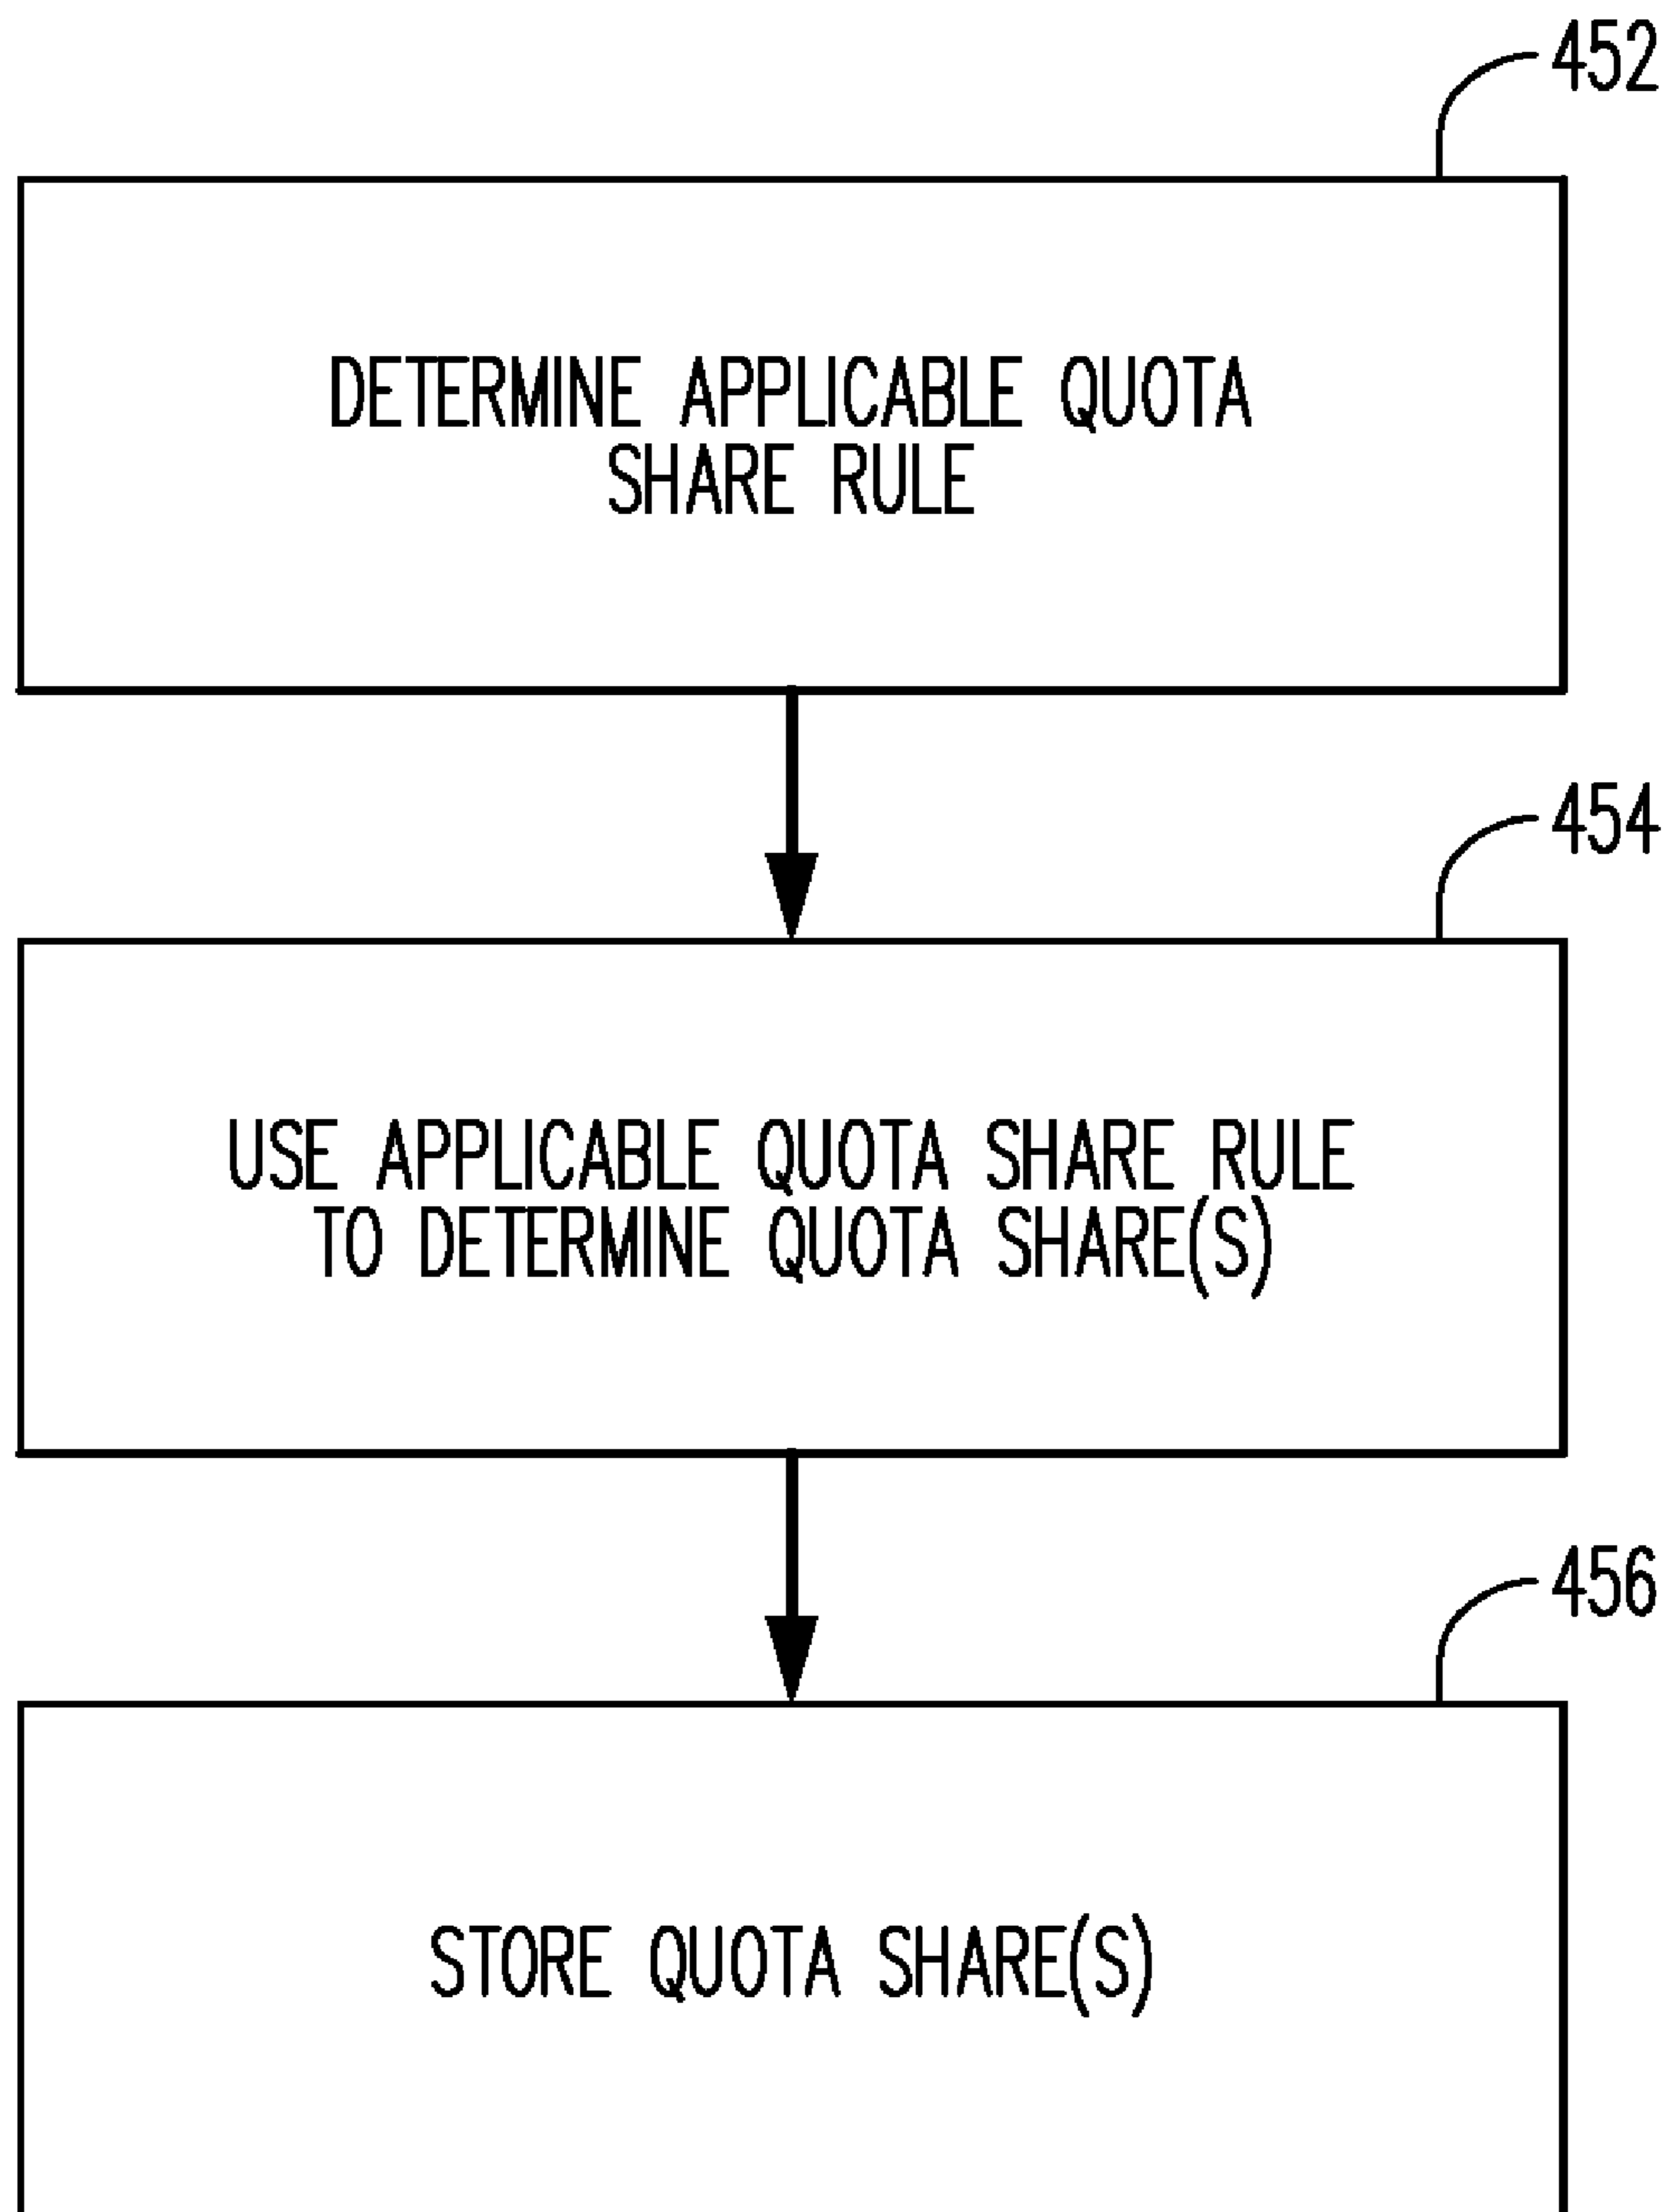 452
DETERMINE APPLICABLE QUOTA
SHARE RULE
454
USE APPLICABLE QUOTA SHARE RULE
TO DETERMINE QUOTA SHARE(S)
456
STORE QUOTA SHARE(S)